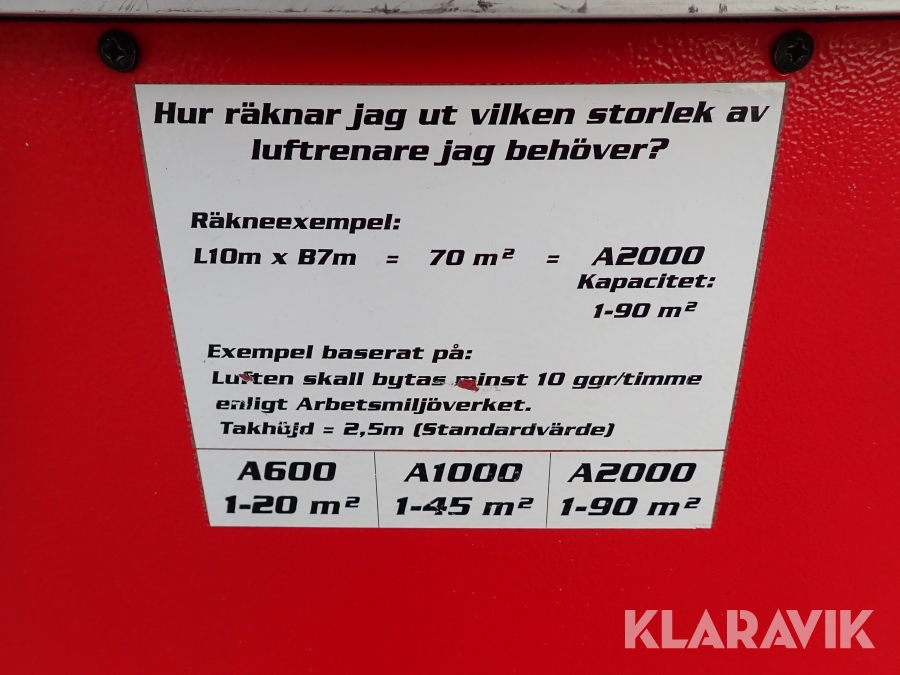 Hur räknar jag ut vilken storlek av
luftrenare jag behöver?
Räkneexempel:
L10m x B7m = 70 m² = A2000
Kapacitet:
1-90 m²
Exempel baserat på:
Luften skall bytas minst 10 ggr/timme
enligt Arbetsmiljöverket.
Takhöjd = 2,5m (Standardvärde)
A600 A1000 A2000
1-20 m² 1-45 m² 1-90 m²
KLARAVIK